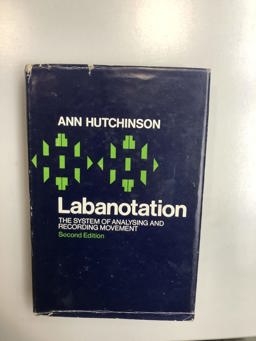 ANN HUTCHINSON
Labanotation
THE SYSTEM OF ANALYSING AND
RECORDING MOVEMENT
Second Edition